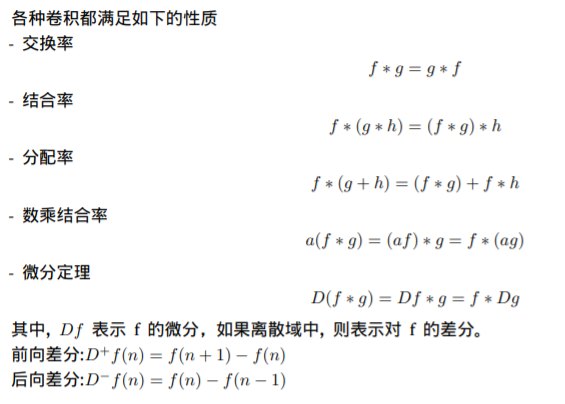 各种卷积都满足如下的性质
- 交换率
f ∗ g = g ∗ f
- 结合率
f ∗ (g ∗ h) = (f ∗ g) ∗ h
- 分配率
f ∗ (g + h) = (f ∗ g) + f ∗ h
- 数乘结合率
a(f ∗ g) = (af) ∗ g = f ∗ (ag)
- 微分定理
D(f ∗ g) = Df ∗ g = f ∗ Dg
其中, Df 表示 f 的微分，如果离散域中, 则表示对 f 的差分。
前向差分:D⁺f(n) = f(n + 1) − f(n)
后向差分:D⁻f(n) = f(n) − f(n − 1)